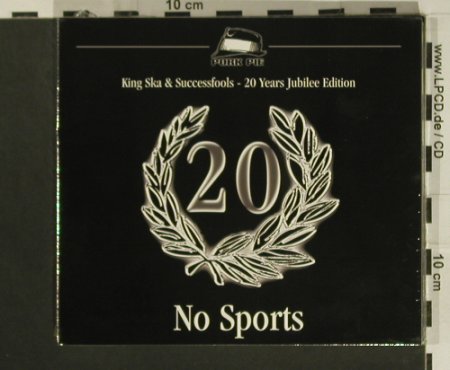 10 cm
PORK PIE
King Ska & Successfools - 20 Years Jubilee Edition
20
No Sports
www.LPCD.de / CD
10 cm